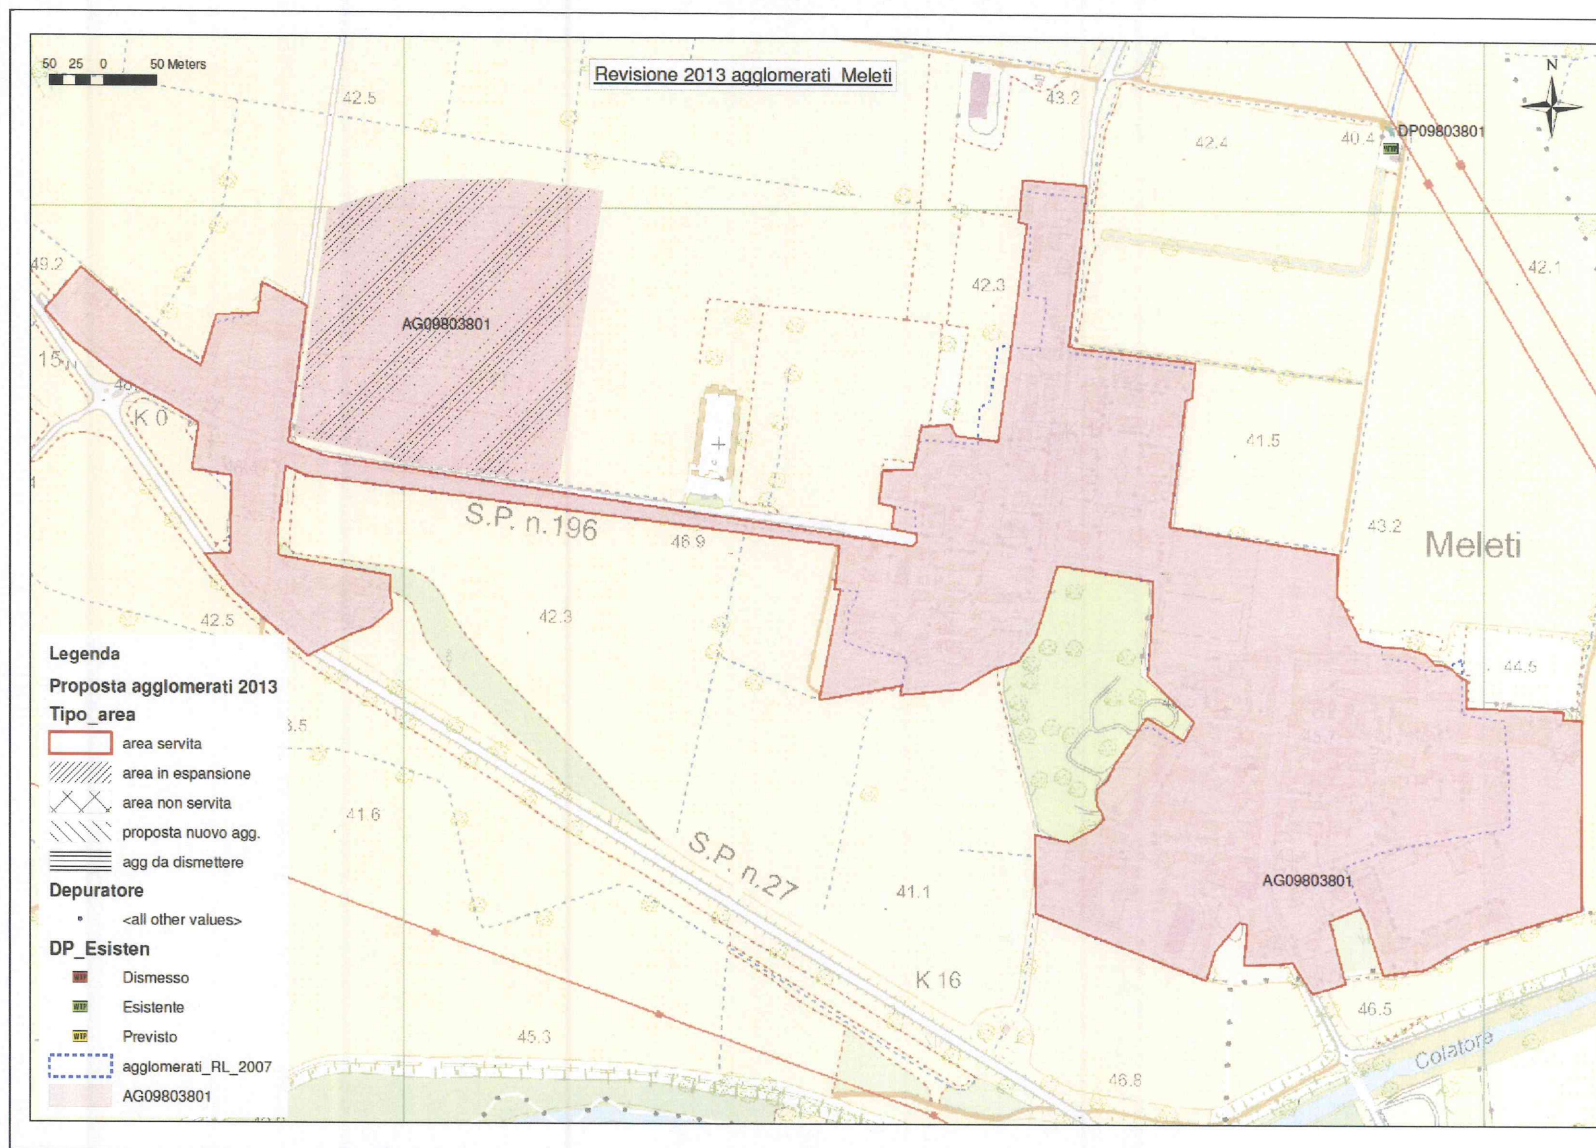 50 25 0 50 Meters
Revisione 2013 agglomerati Meleti
N
42.5
43.2
42.4
40.4
DP09803801
WTP
49.2
42.3
42.1
AG09803801
15
K 0
41.5
S.P. n.196
46.9
43.2
Meleti
42.5
42.3
44.5
Legenda
Proposta agglomerati 2013
Tipo_area
area servita
area in espansione
area non servita
proposta nuovo agg.
agg da dismettere
Depuratore
<all other values>
DP_Esisten
WTP Dismesso
WTP Esistente
WTP Previsto
agglomerati_RL_2007
AG09803801
41.6
S.P. n.27
41.1
AG09803801
K 16
46.5
45.3
46.8
Colatore